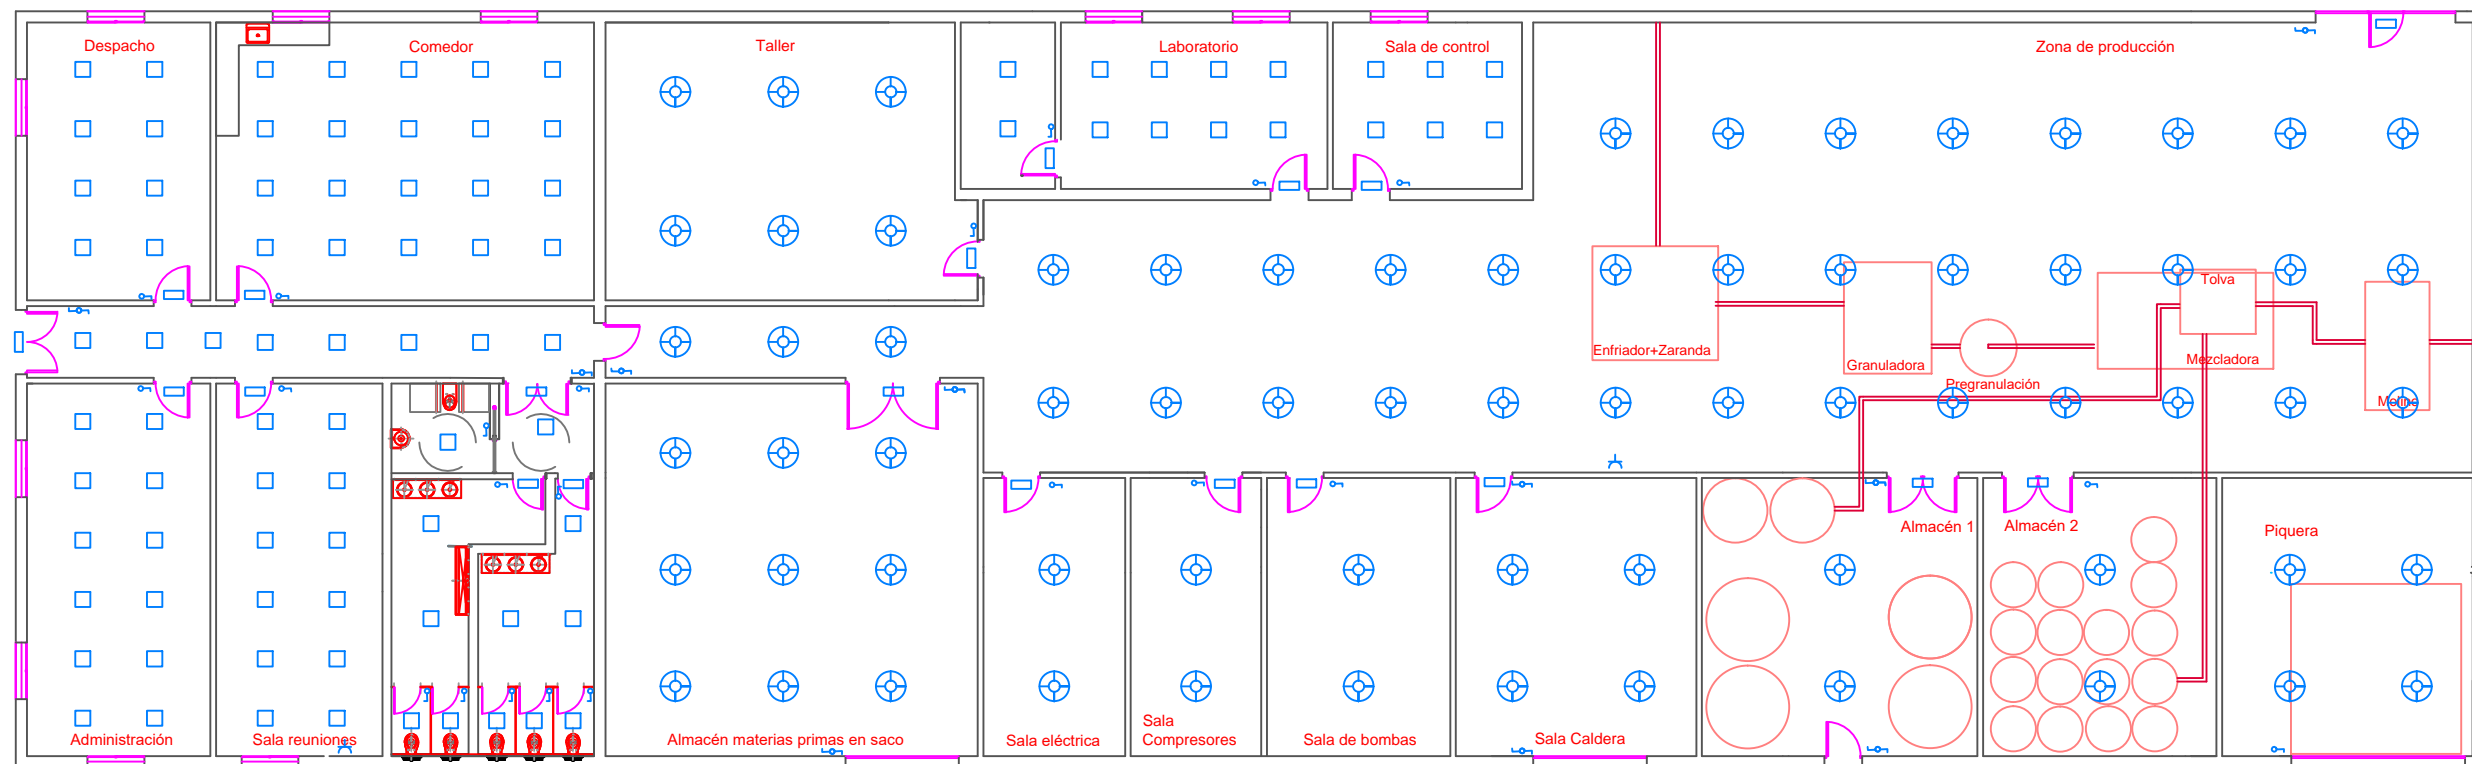 Despacho
Comedor
Taller
Laboratorio
Sala de control
Zona de producción
Tolva
Enfriador+Zaranda
Granuladora
Mezcladora
Pregranulación
Molino
Almacén 1
Almacén 2
Piquera
Administración
Sala reuniones
Almacén materias primas en saco
Sala eléctrica
Sala
Compresores
Sala de bombas
Sala Caldera